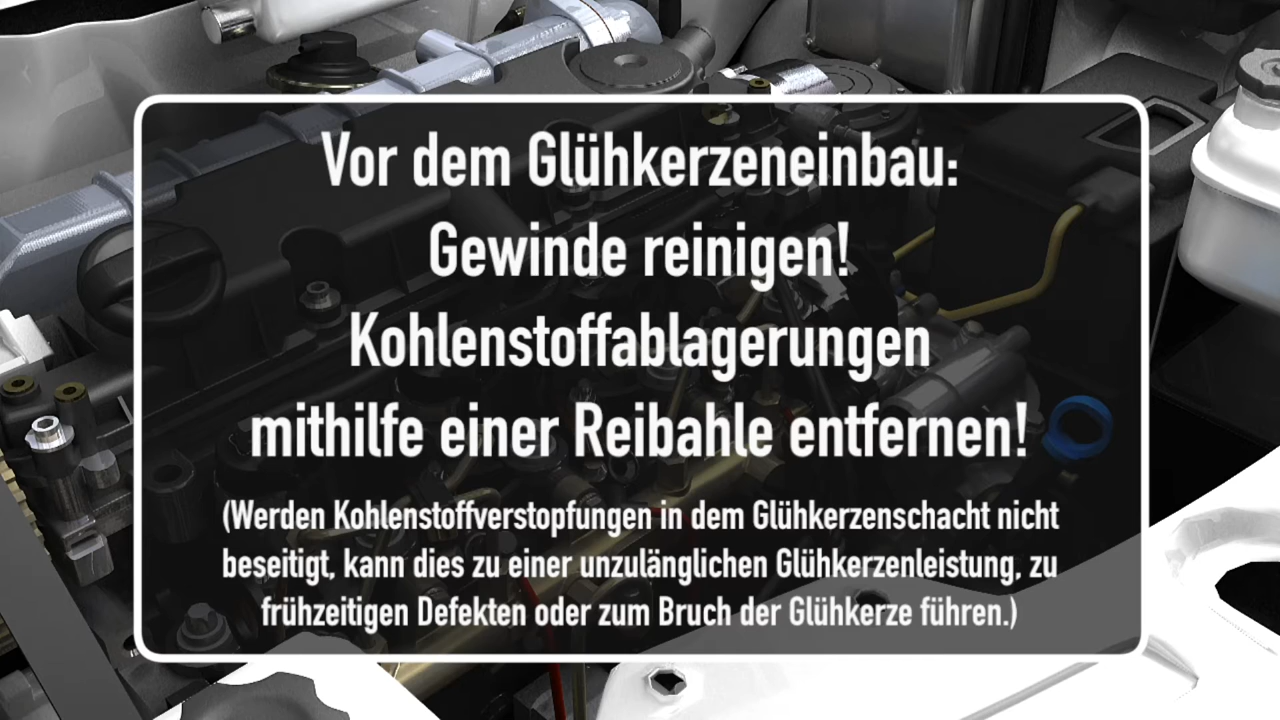 Vor dem Glühkerzeneinbau:
Gewinde reinigen!
Kohlenstoffablagerungen
mithilfe einer Reibahle entfernen!
(Werden Kohlenstoffverstopfungen in dem Glühkerzenschacht nicht
beseitigt, kann dies zu einer unzulänglichen Glühkerzenleistung, zu
frühzeitigen Defekten oder zum Bruch der Glühkerze führen.)